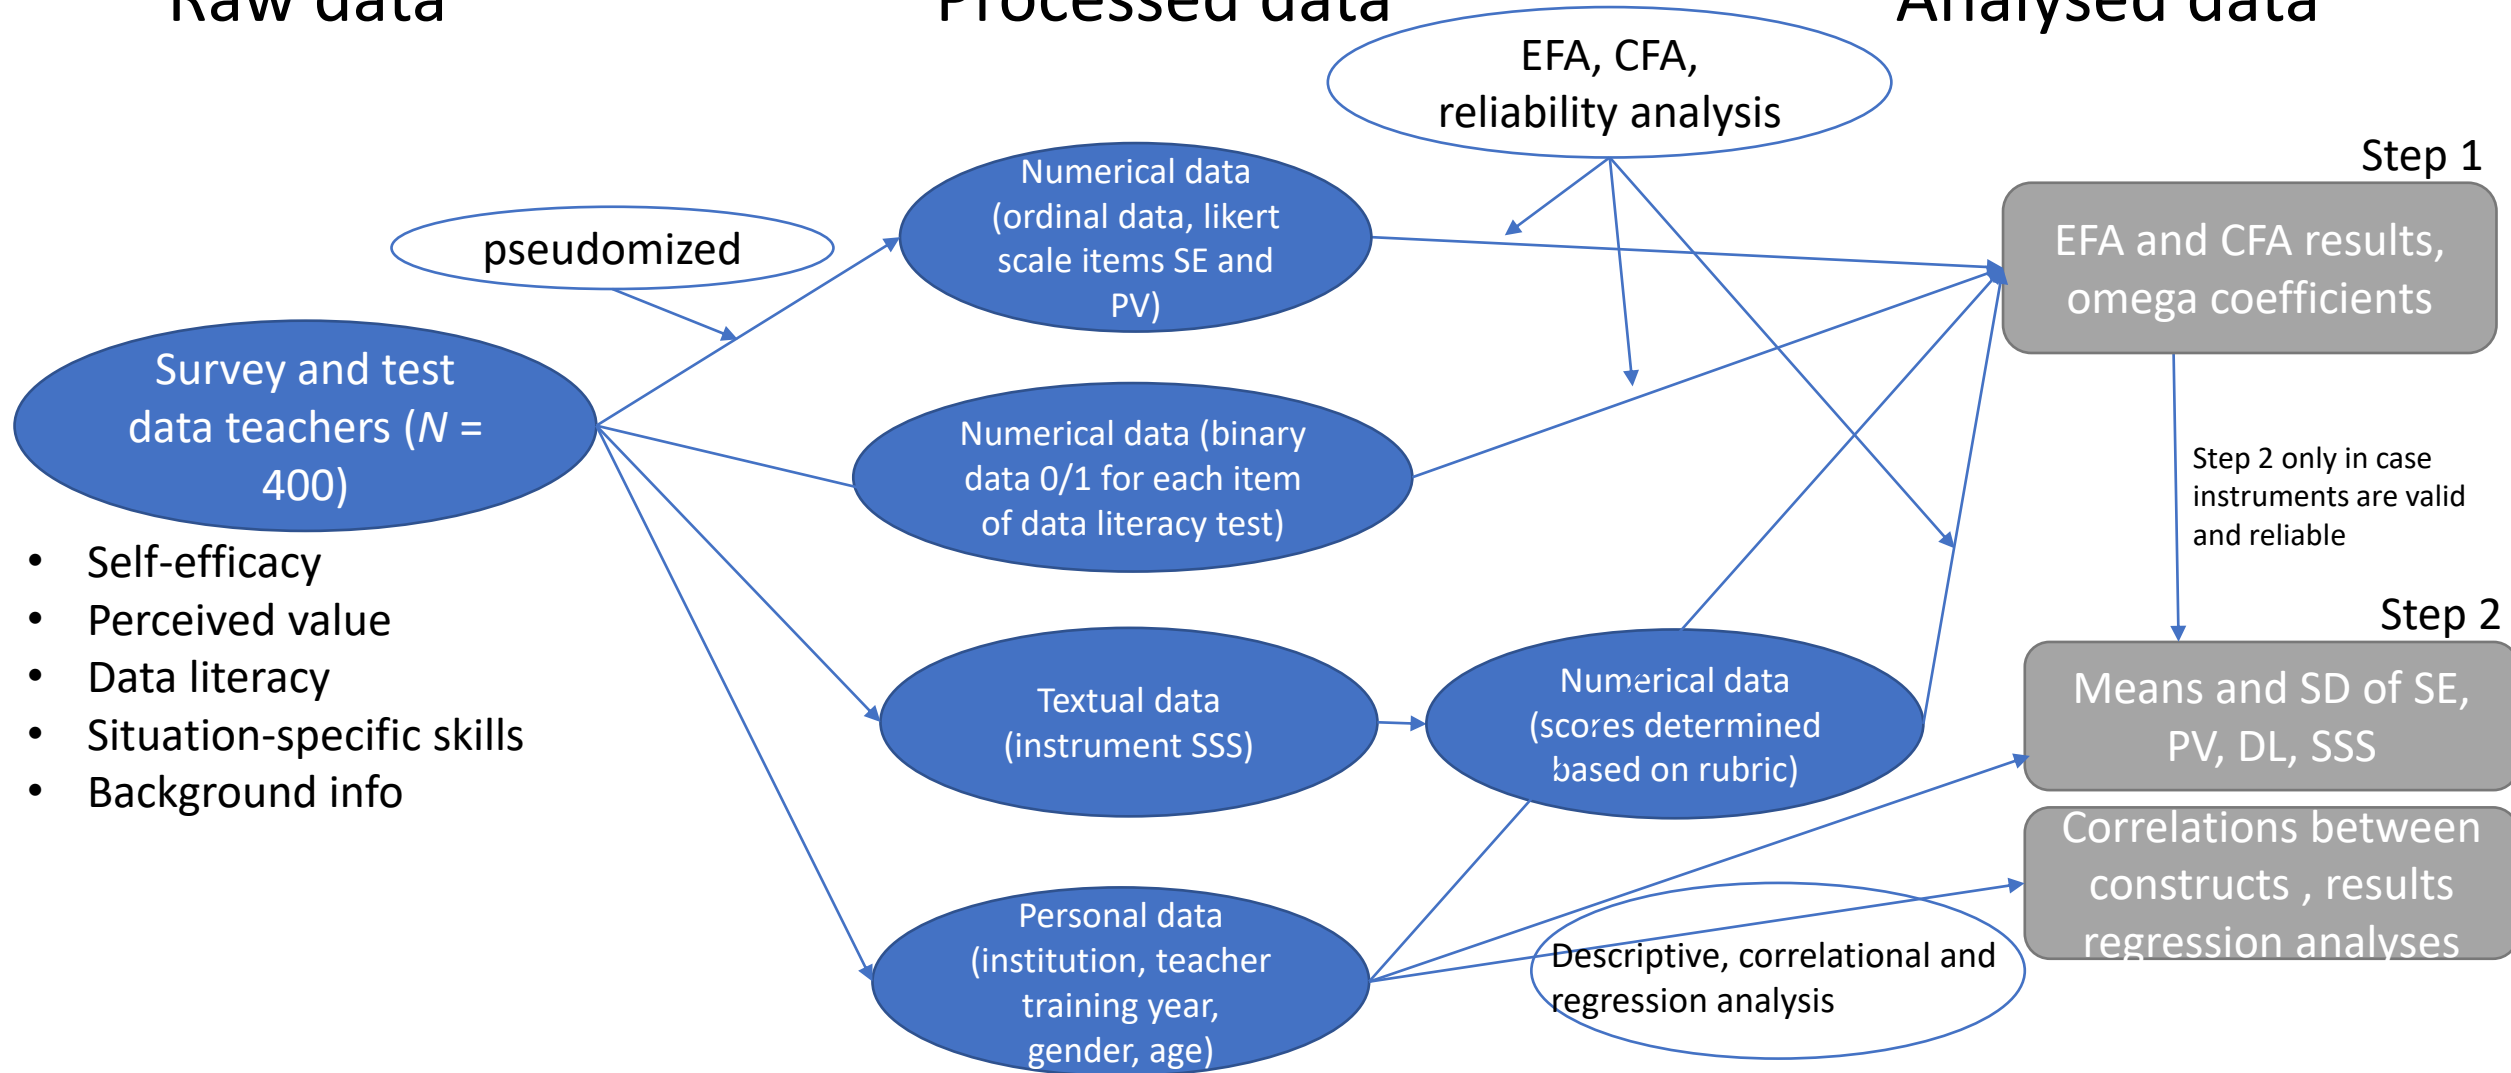 Raw data
Processed data
Analysed data
EFA, CFA,
reliability analysis
Step 1
pseudomized
Numerical data
(ordinal data, likert
scale items SE and
PV)
EFA and CFA results,
omega coefficients
Survey and test
data teachers (N =
400)
Numerical data (binary
data 0/1 for each item
of data literacy test)
Step 2 only in case
instruments are valid
and reliable
• Self-efficacy
• Perceived value
• Data literacy
• Situation-specific skills
• Background info
Step 2
Textual data
(instrument SSS)
Numerical data
(scores determined
based on rubric)
Means and SD of SE,
PV, DL, SSS
Correlations between
constructs , results
regression analyses
Personal data
(institution, teacher
training year,
gender, age)
Descriptive, correlational and
regression analysis